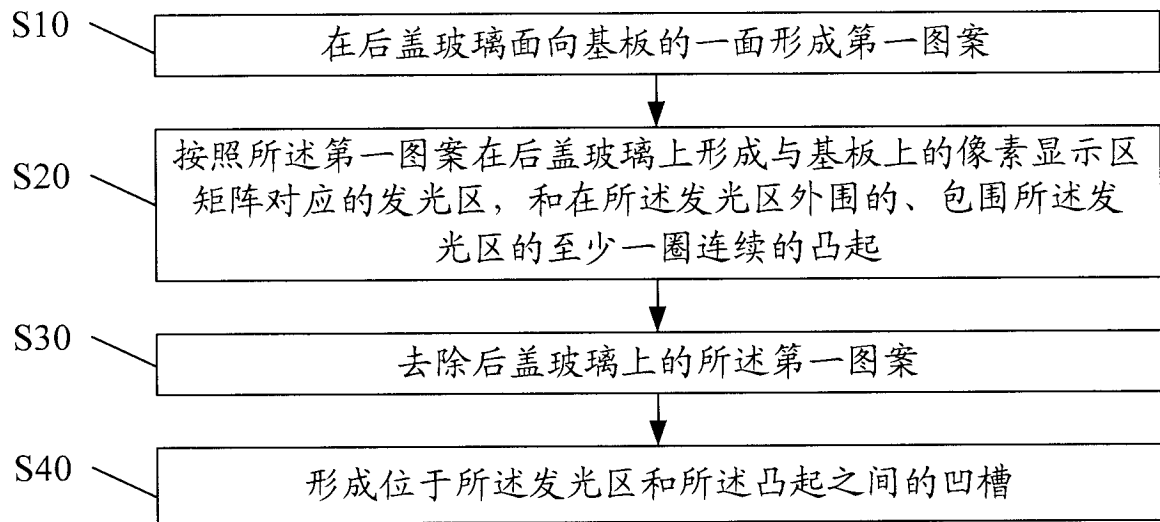 S10
在后盖玻璃面向基板的一面形成第一图案
S20
按照所述第一图案在后盖玻璃上形成与基板上的像素显示区
矩阵对应的发光区，和在所述发光区外围的、包围所述发
光区的至少一圈连续的凸起
S30
去除后盖玻璃上的所述第一图案
S40
形成位于所述发光区和所述凸起之间的凹槽